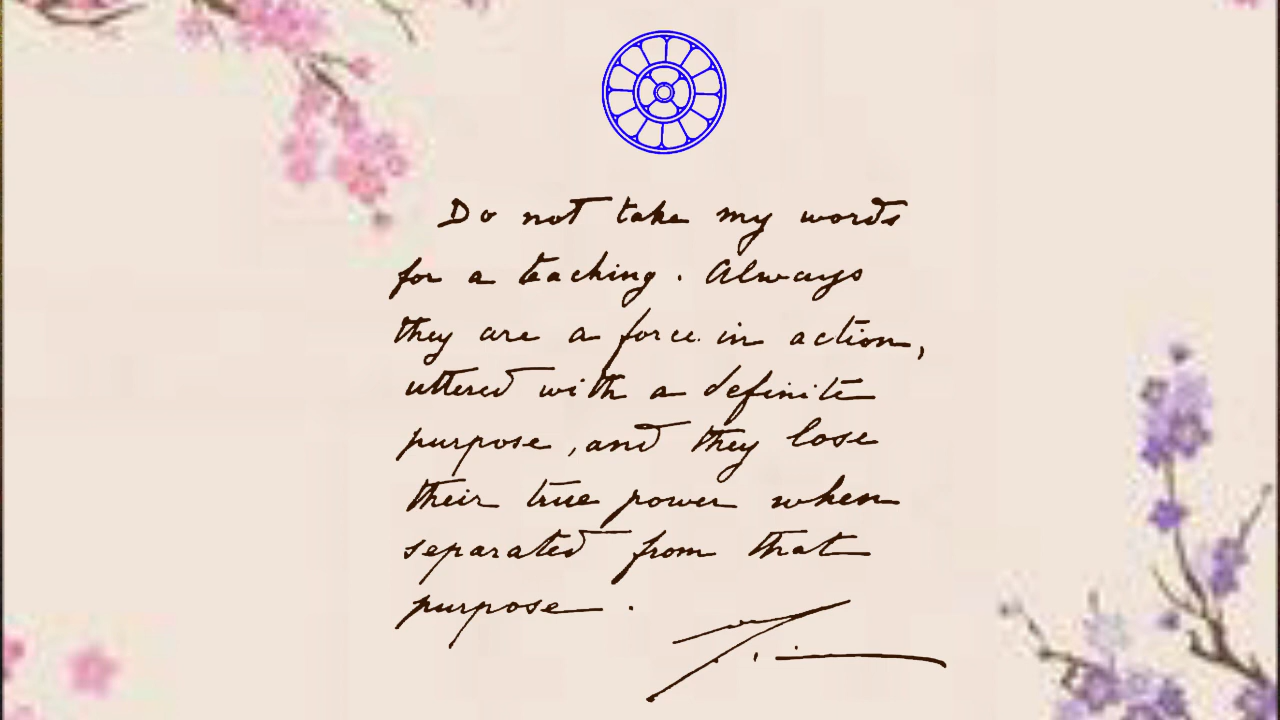 Do not take my words
for a teaching. Always
they are a force in action,
uttered with a definite
purpose, and they lose
their true power when
separated from that
purpose.